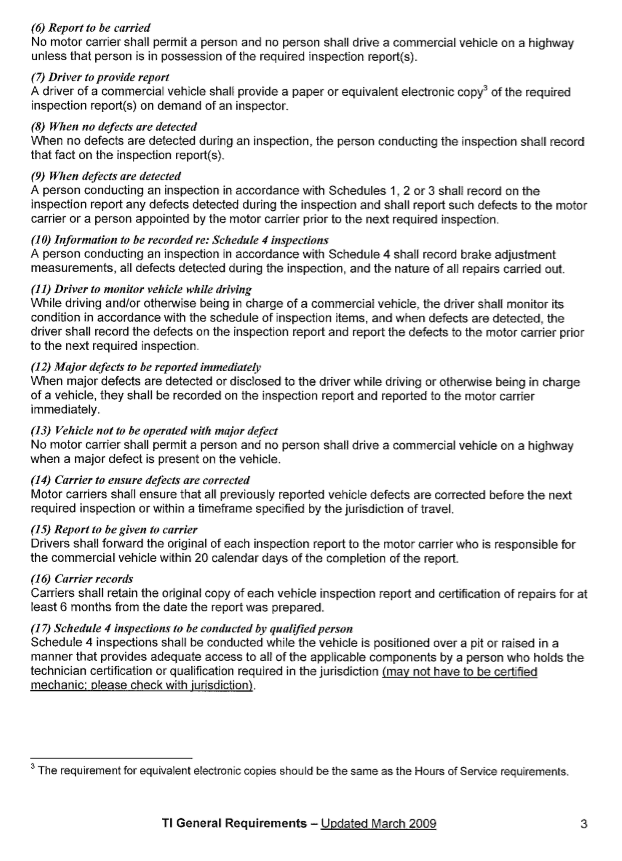 (6) Report to be carried
No motor carrier shall permit a person and no person shall drive a commercial vehicle on a highway
unless that person is in possession of the required inspection report(s).
(7) Driver to provide report
A driver of a commercial vehicle shall provide a paper or equivalent electronic copy³ of the required
inspection report(s) on demand of an inspector.
(8) When no defects are detected
When no defects are detected during an inspection, the person conducting the inspection shall record
that fact on the inspection report(s).
(9) When defects are detected
A person conducting an inspection in accordance with Schedules 1, 2 or 3 shall record on the
inspection report any defects detected during the inspection and shall report such defects to the motor
carrier or a person appointed by the motor carrier prior to the next required inspection.
(10) Information to be recorded re: Schedule 4 inspections
A person conducting an inspection in accordance with Schedule 4 shall record brake adjustment
measurements, all defects detected during the inspection, and the nature of all repairs carried out.
(11) Driver to monitor vehicle while driving
While driving and/or otherwise being in charge of a commercial vehicle, the driver shall monitor its
condition in accordance with the schedule of inspection items, and when defects are detected, the
driver shall record the defects on the inspection report and report the defects to the motor carrier prior
to the next required inspection.
(12) Major defects to be reported immediately
When major defects are detected or disclosed to the driver while driving or otherwise being in charge
of a vehicle, they shall be recorded on the inspection report and reported to the motor carrier
immediately.
(13) Vehicle not to be operated with major defect
No motor carrier shall permit a person and no person shall drive a commercial vehicle on a highway
when a major defect is present on the vehicle.
(14) Carrier to ensure defects are corrected
Motor carriers shall ensure that all previously reported vehicle defects are corrected before the next
required inspection or within a timeframe specified by the jurisdiction of travel.
(15) Report to be given to carrier
Drivers shall forward the original of each inspection report to the motor carrier who is responsible for
the commercial vehicle within 20 calendar days of the completion of the report.
(16) Carrier records
Carriers shall retain the original copy of each vehicle inspection report and certification of repairs for at
least 6 months from the date the report was prepared.
(17) Schedule 4 inspections to be conducted by qualified person
Schedule 4 inspections shall be conducted while the vehicle is positioned over a pit or raised in a
manner that provides adequate access to all of the applicable components by a person who holds the
technician certification or qualification required in the jurisdiction (may not have to be certified
mechanic; please check with jurisdiction).
³ The requirement for equivalent electronic copies should be the same as the Hours of Service requirements.
TI General Requirements – Updated March 2009 3